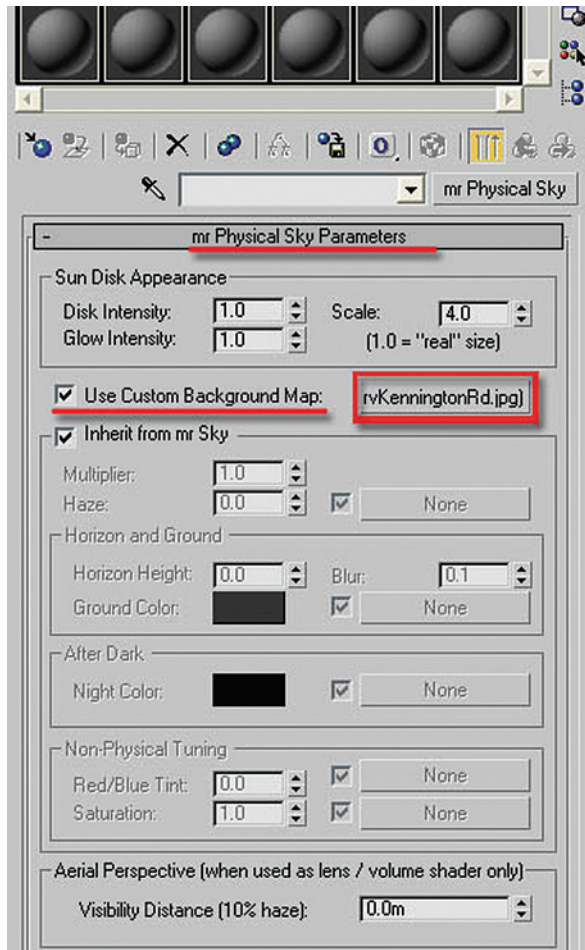 mr Physical Sky
- mr Physical Sky Parameters
Sun Disk Appearance
Disk Intensity: 1.0 Scale: 4.0
Glow Intensity: 1.0 (1.0 = "real" size)
Use Custom Background Map: rvKenningtonRd.jpg)
Inherit from mr Sky
Multiplier: 1.0
Haze: 0.0 None
Horizon and Ground
Horizon Height: 0.0 Blur: 0.1
Ground Color: None
After Dark
Night Color: None
Non-Physical Tuning
Red/Blue Tint: 0.0 None
Saturation: 1.0 None
Aerial Perspective (when used as lens / volume shader only)
Visibility Distance (10% haze): 0.0m